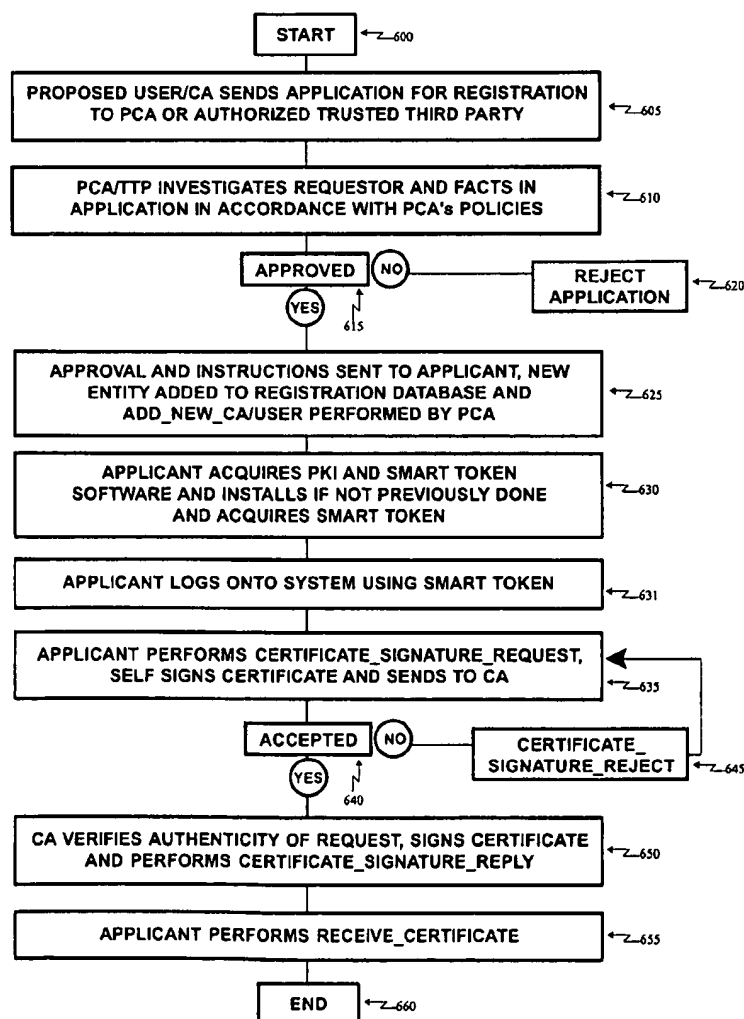 START
600
PROPOSED USER/CA SENDS APPLICATION FOR REGISTRATION
TO PCA OR AUTHORIZED TRUSTED THIRD PARTY
605
PCA/TTP INVESTIGATES REQUESTOR AND FACTS IN
APPLICATION IN ACCORDANCE WITH PCA's POLICIES
610
APPROVED
NO
REJECT
APPLICATION
620
YES
615
APPROVAL AND INSTRUCTIONS SENT TO APPLICANT, NEW
ENTITY ADDED TO REGISTRATION DATABASE AND
ADD_NEW_CA/USER PERFORMED BY PCA
625
APPLICANT ACQUIRES PKI AND SMART TOKEN
SOFTWARE AND INSTALLS IF NOT PREVIOUSLY DONE
AND ACQUIRES SMART TOKEN
630
APPLICANT LOGS ONTO SYSTEM USING SMART TOKEN
631
APPLICANT PERFORMS CERTIFICATE_SIGNATURE_REQUEST,
SELF SIGNS CERTIFICATE AND SENDS TO CA
635
ACCEPTED
NO
CERTIFICATE_
SIGNATURE_REJECT
645
YES
640
CA VERIFIES AUTHENTICITY OF REQUEST, SIGNS CERTIFICATE
AND PERFORMS CERTIFICATE_SIGNATURE_REPLY
650
APPLICANT PERFORMS RECEIVE_CERTIFICATE
655
END
660